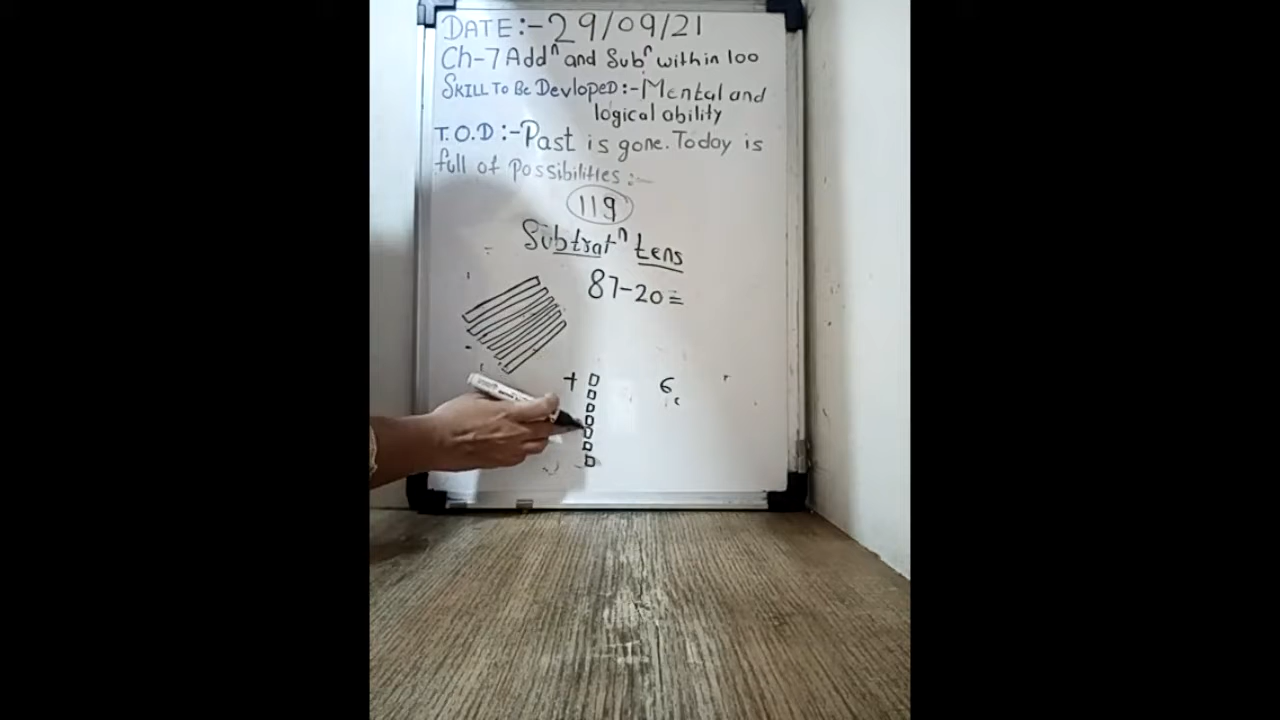 DATE:-29/09/21
Ch-7 Addⁿ and Subⁿ within 100
SKILL TO BE DevLoPED:-Mental and
logical ability
T.O.D:-Past is gone. Today is
full of Possibilities:-
119
Subtratⁿ tens
87-20=
+ 6